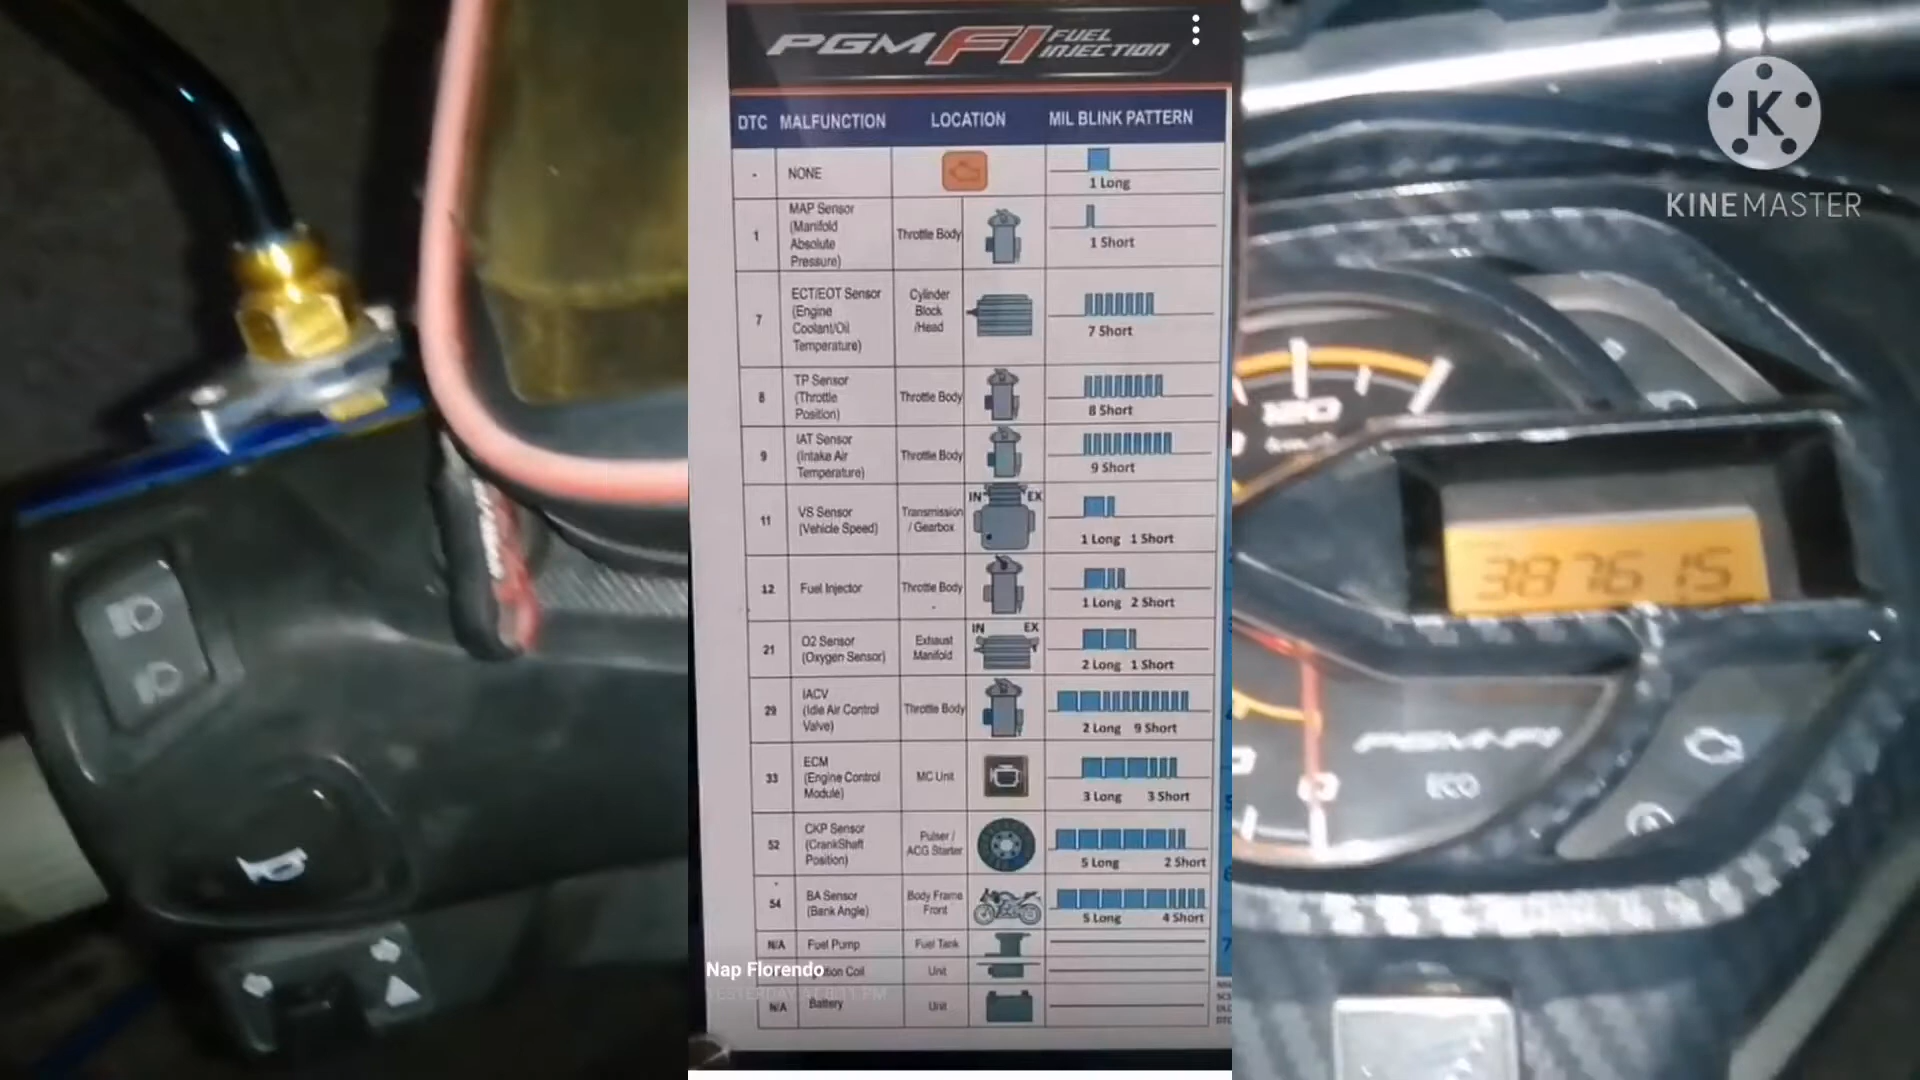 PGM FI FUEL INJECTION
DTC MALFUNCTION LOCATION MIL BLINK PATTERN
- NONE 1 Long
1 MAP Sensor (Manifold Absolute Pressure) Throttle Body 1 Short
7 ECT/EOT Sensor (Engine Coolant/Oil Temperature) Cylinder Block /Head 7 Short
8 TP Sensor (Throttle Position) Throttle Body 8 Short
9 IAT Sensor (Intake Air Temperature) Throttle Body 9 Short
11 VS Sensor (Vehicle Speed) Transmission / Gearbox IN EX 1 Long 1 Short
12 Fuel Injector Throttle Body 1 Long 2 Short
21 O2 Sensor (Oxygen Sensor) Exhaust Manifold IN EX 2 Long 1 Short
29 IACV (Idle Air Control Valve) Throttle Body 2 Long 9 Short
33 ECM (Engine Control Module) MC Unit 3 Long 3 Short
52 CKP Sensor (CrankShaft Position) Pulser / ACG Starter 5 Long 2 Short
54 BA Sensor (Bank Angle) Body Frame Front 5 Long 4 Short
N/A Fuel Pump Fuel Tank
Coil Unit
N/A Battery Unit
Nap Florendo
YESTERDAY AT
K
KINEMASTER
120
km/h
387615
PGM-FI
ECO